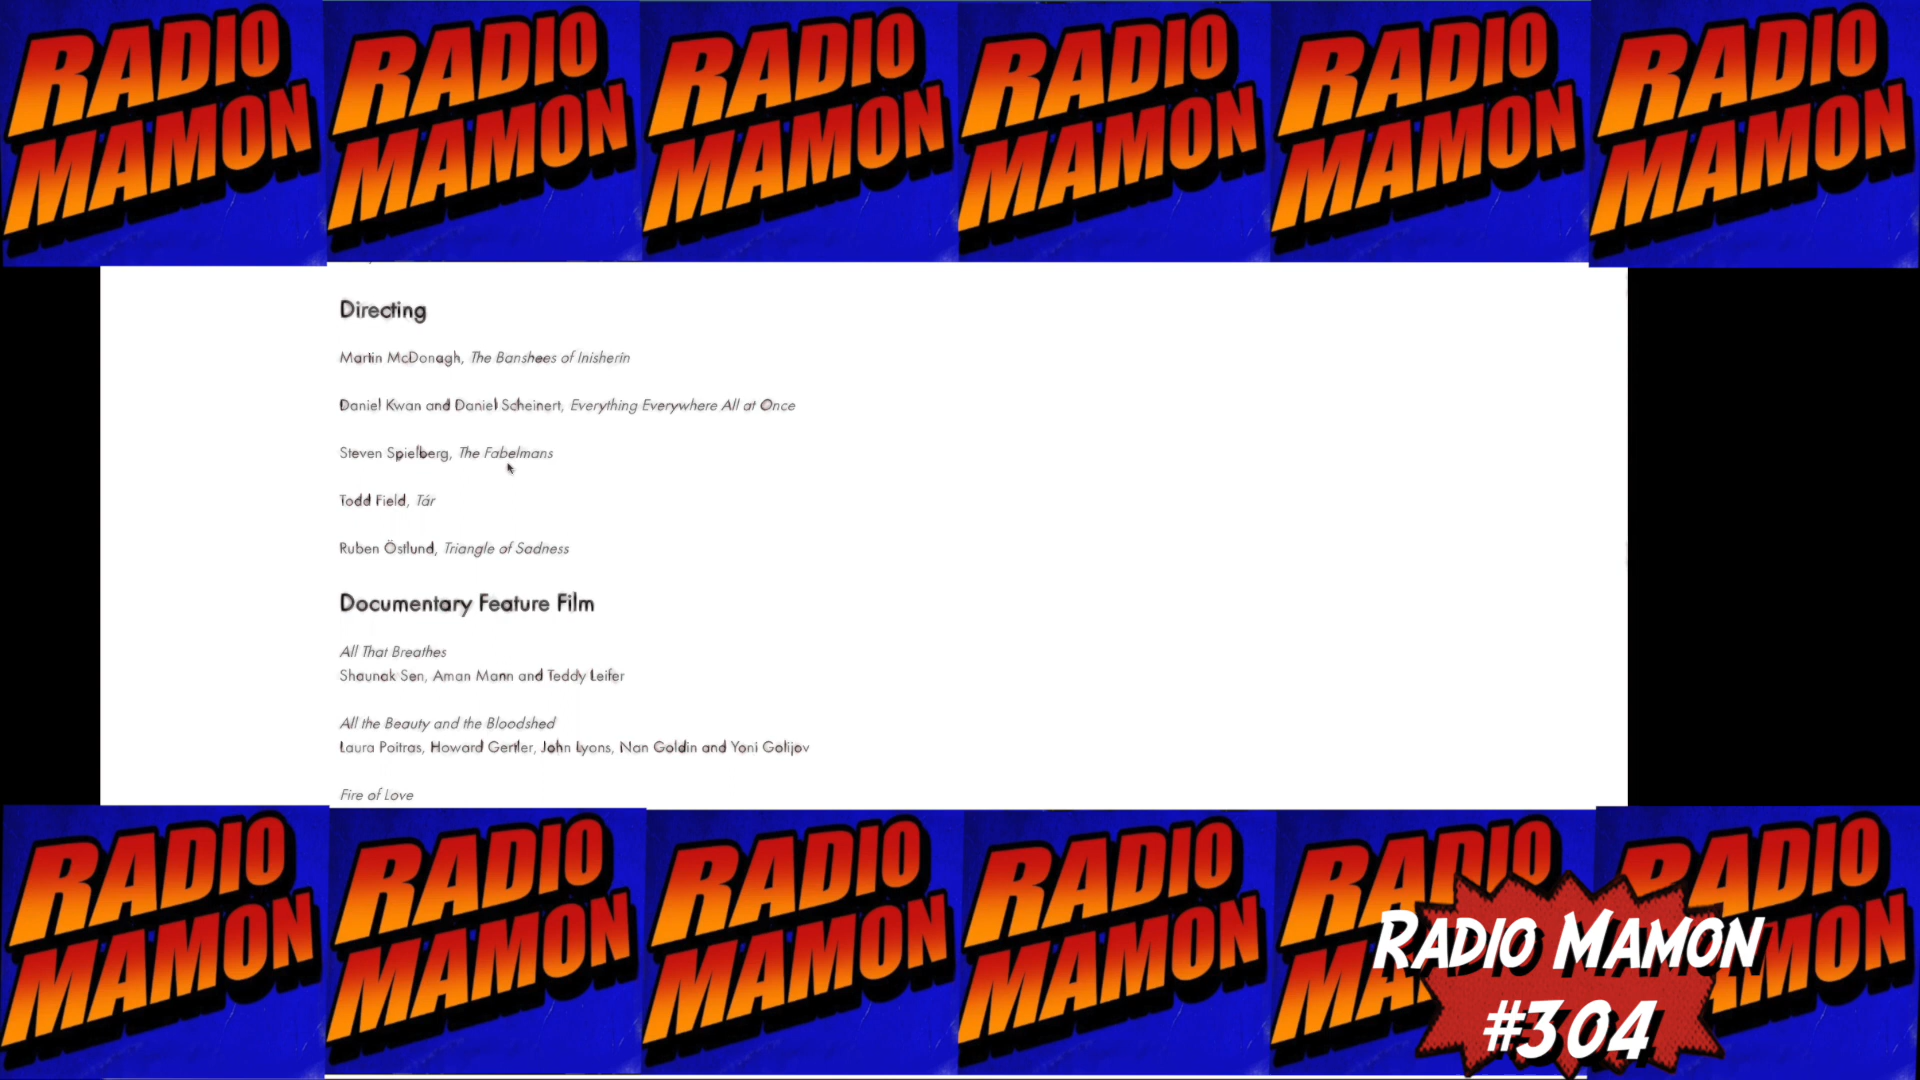 RADIO RADIO RADIO RADIO RADIO RADIO
MAMON MAMON MAMON MAMON MAMON MAMON
Directing
Martin McDonagh, The Banshees of Inisherin
Daniel Kwan and Daniel Scheinert, Everything Everywhere All at Once
Steven Spielberg, The Fabelmans
Todd Field, Tár
Ruben Östlund, Triangle of Sadness
Documentary Feature Film
All That Breathes
Shaunak Sen, Aman Mann and Teddy Leifer
All the Beauty and the Bloodshed
Laura Poitras, Howard Gertler, John Lyons, Nan Goldin and Yoni Golijov
Fire of Love
RADIO RADIO RADIO RADIO RADIO RADIO
MAMON MAMON MAMON MAMON MAMON MAMON
RADIO MAMON
#304